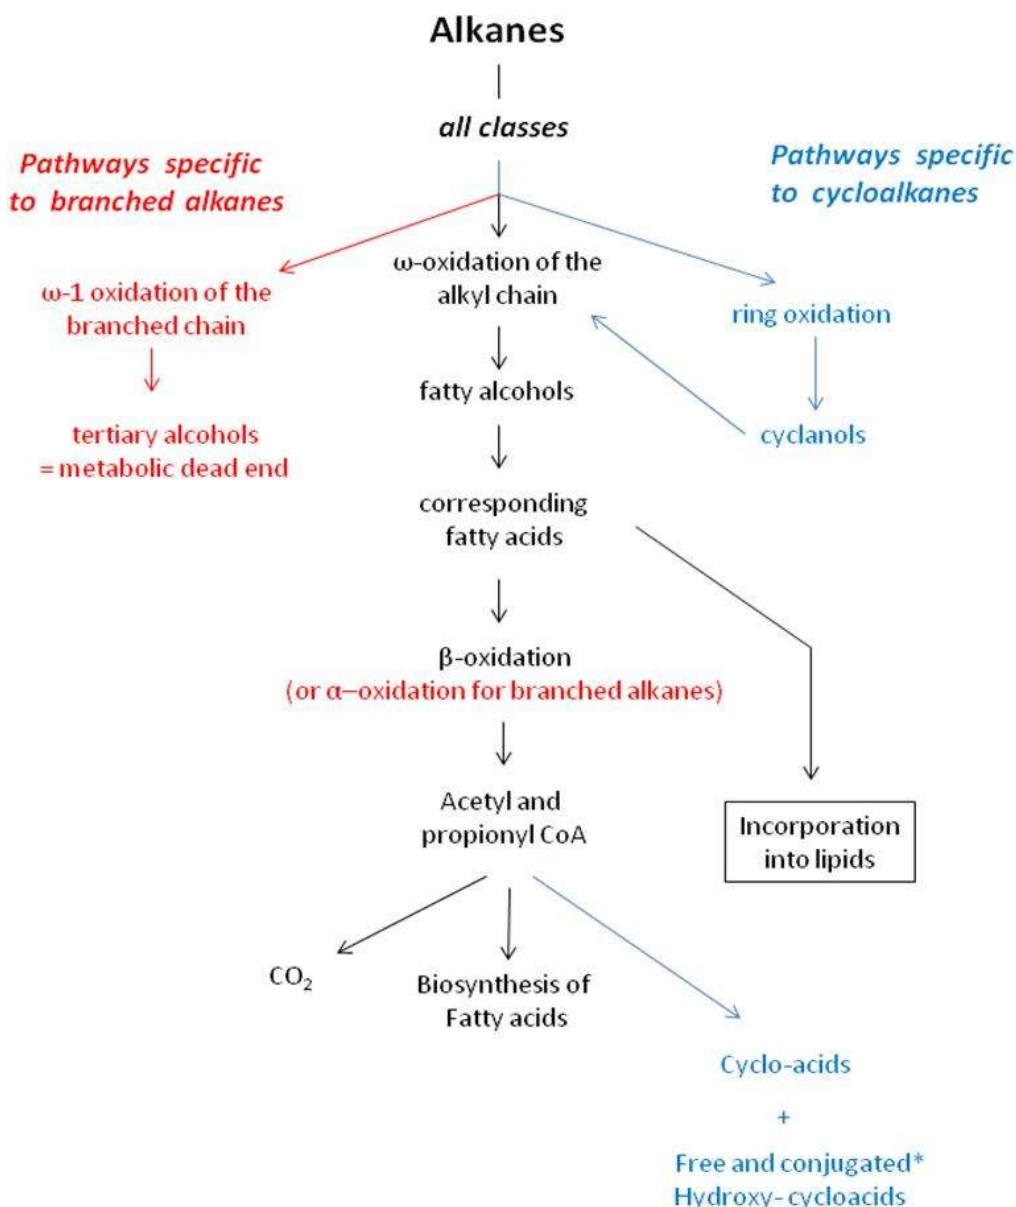 Alkanes
all classes
Pathways specific
to branched alkanes
Pathways specific
to cycloalkanes
ω-oxidation of the
alkyl chain
ω-1 oxidation of the
branched chain
ring oxidation
fatty alcohols
tertiary alcohols
= metabolic dead end
cyclanols
corresponding
fatty acids
β-oxidation
(or α–oxidation for branched alkanes)
Acetyl and
propionyl CoA
Incorporation
into lipids
CO₂
Biosynthesis of
Fatty acids
Cyclo-acids
+
Free and conjugated*
Hydroxy- cycloacids